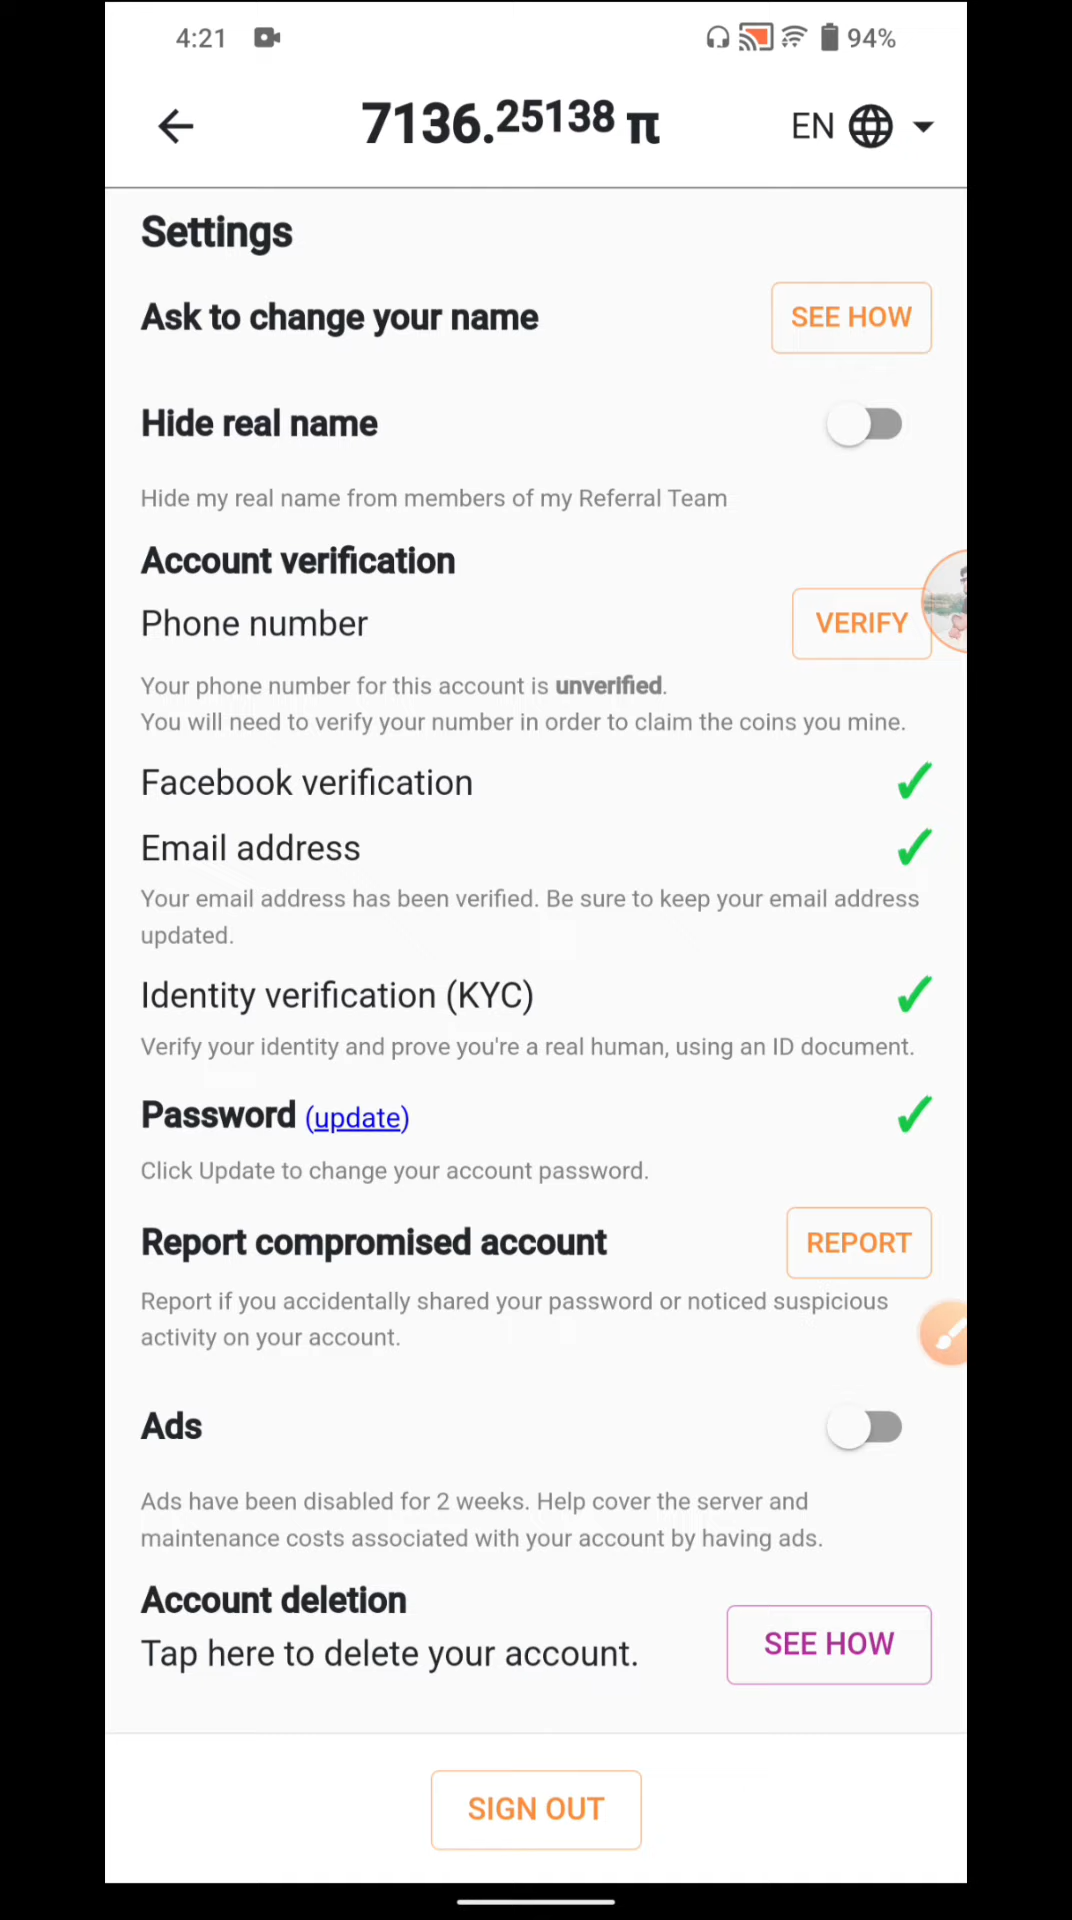 4:21
94%
7136.25138 π
EN
Settings
Ask to change your name
SEE HOW
Hide real name
Hide my real name from members of my Referral Team
Account verification
Phone number
VERIFY
Your phone number for this account is unverified.
You will need to verify your number in order to claim the coins you mine.
Facebook verification
Email address
Your email address has been verified. Be sure to keep your email address
updated.
Identity verification (KYC)
Verify your identity and prove you're a real human, using an ID document.
Password (update)
Click Update to change your account password.
Report compromised account
REPORT
Report if you accidentally shared your password or noticed suspicious
activity on your account.
Ads
Ads have been disabled for 2 weeks. Help cover the server and
maintenance costs associated with your account by having ads.
Account deletion
Tap here to delete your account.
SEE HOW
SIGN OUT